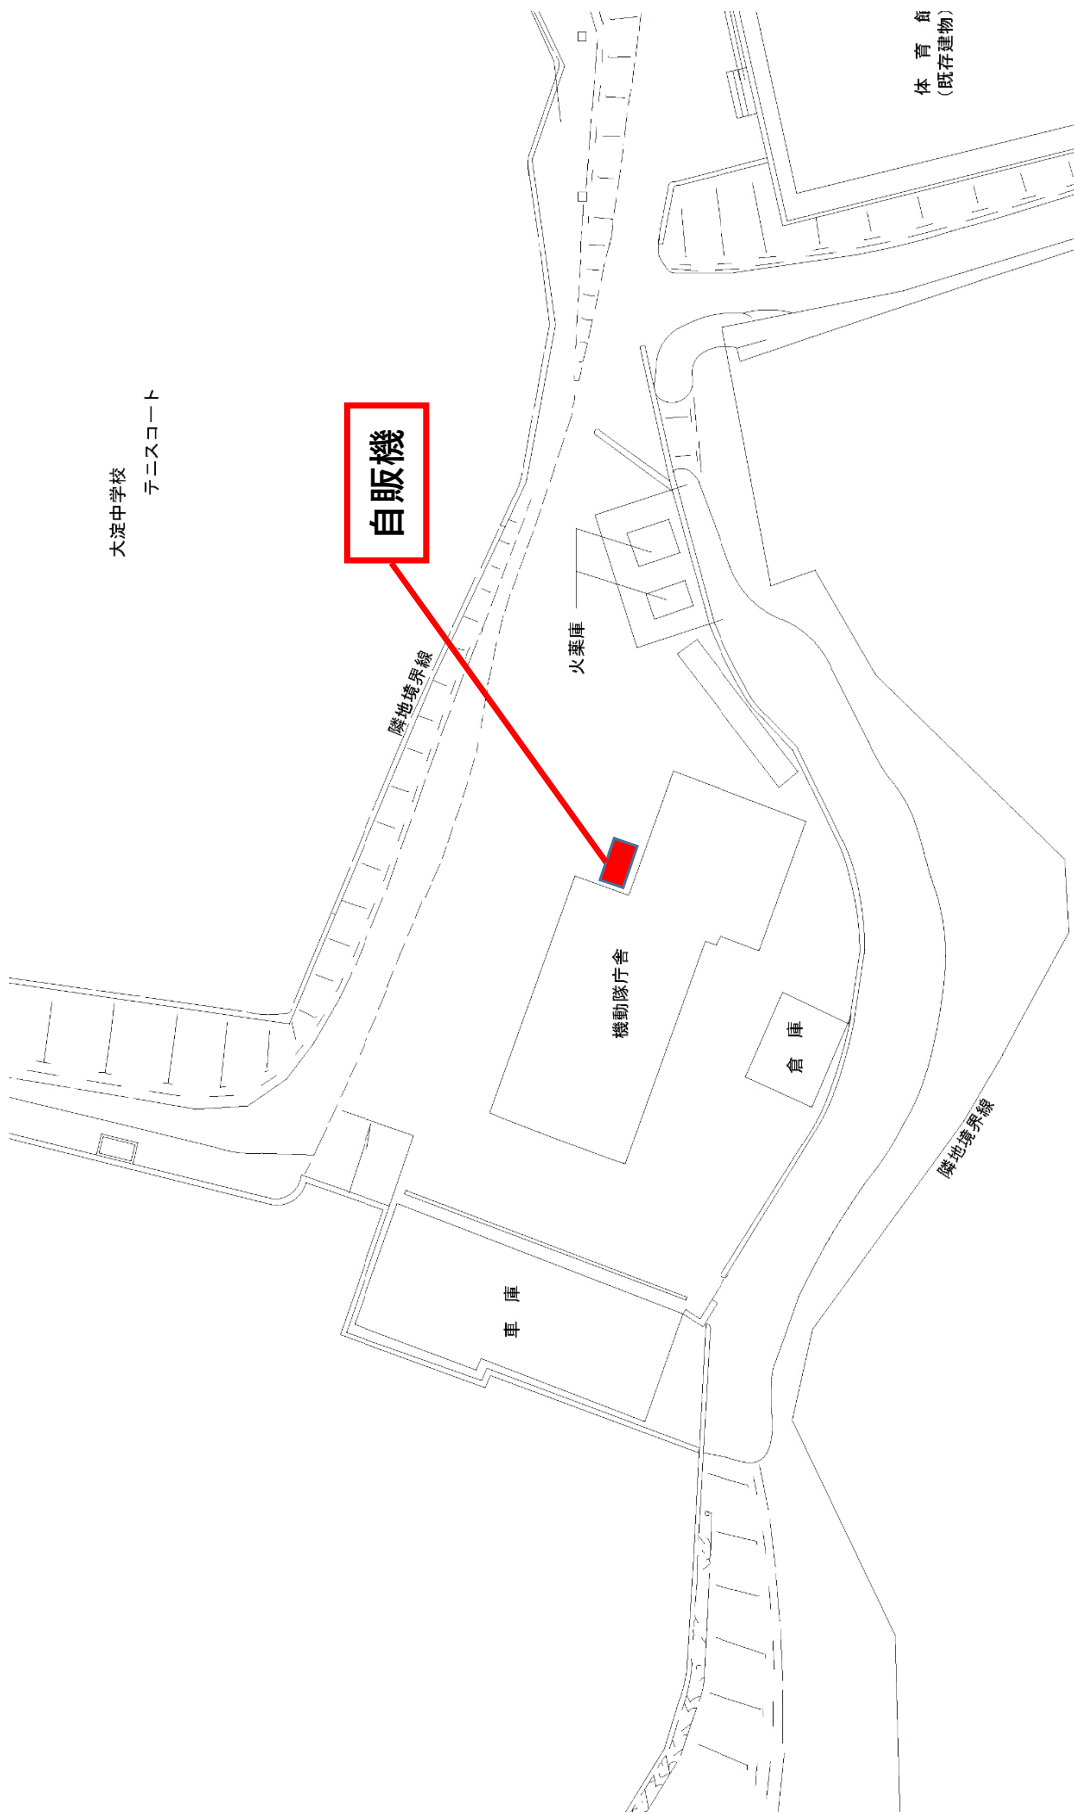 大淀中学校
テニスコート
自販機
隣地境界線
火薬庫
機動隊庁舎
倉 庫
車 庫
隣地境界線
体 育 館
(既存建物)